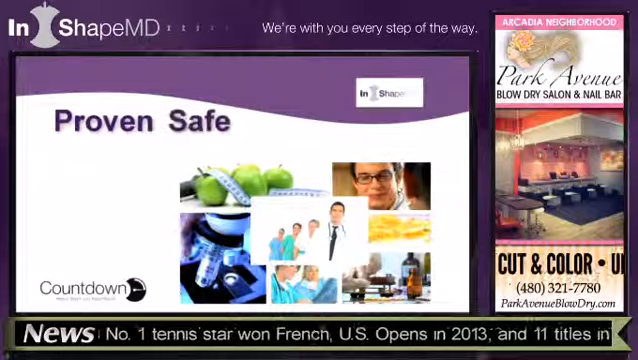 In ShapeMD
We're with you every step of the way.
In Shape
Proven Safe
Countdown
ARCADIA NEIGHBORHOOD
Park Avenue
BLOW DRY SALON & NAIL BAR
CUT & COLOR • U
(480) 321-7780
ParkAvenueBlowDry.com
News No. 1 tennis star won French, U.S. Opens in 2013, and 11 titles in